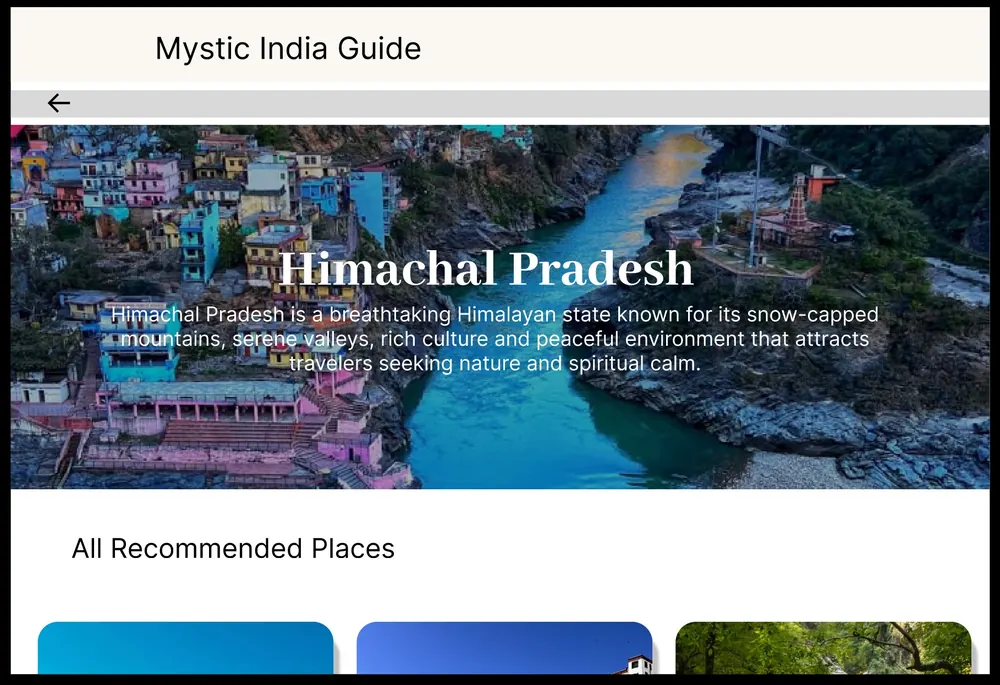 Mystic India Guide
Himachal Pradesh
Himachal Pradesh is a breathtaking Himalayan state known for its snow-capped
mountains, serene valleys, rich culture and peaceful environment that attracts
travelers seeking nature and spiritual calm.
All Recommended Places